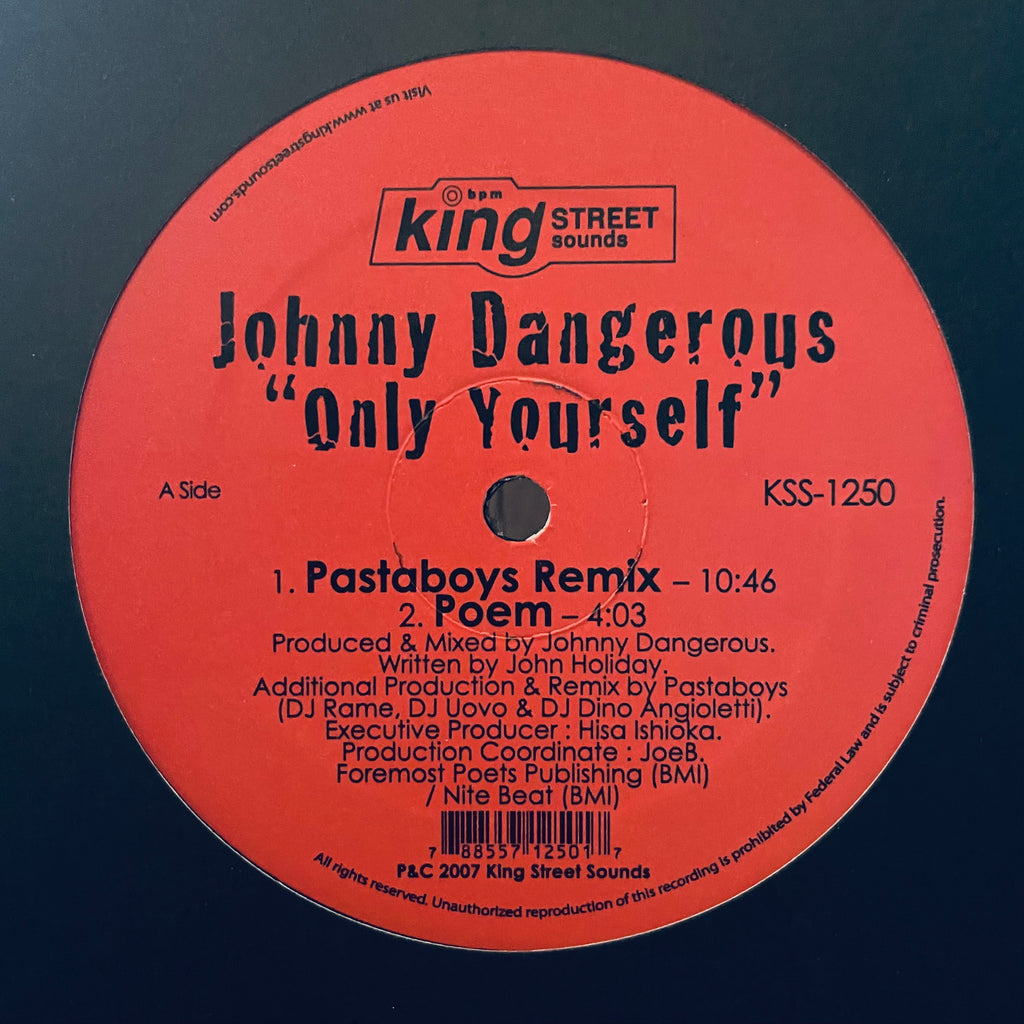 Visit us at www.kingstreetsounds.com
bpm
king STREET sounds
Johnny Dangerous
“Only Yourself”
A Side
KSS-1250
1. Pastaboys Remix – 10:46
2. Poem – 4:03
Produced & Mixed by Johnny Dangerous.
Written by John Holiday.
Additional Production & Remix by Pastaboys
(DJ Rame, DJ Uovo & DJ Dino Angioletti).
Executive Producer : Hisa Ishioka.
Production Coordinate : JoeB.
Foremost Poets Publishing (BMI)
/ Nite Beat (BMI)
7 88557 12501 7
P&C 2007 King Street Sounds
All rights reserved. Unauthorized reproduction of this recording is prohibited by Federal Law and is subject to criminal prosecution.